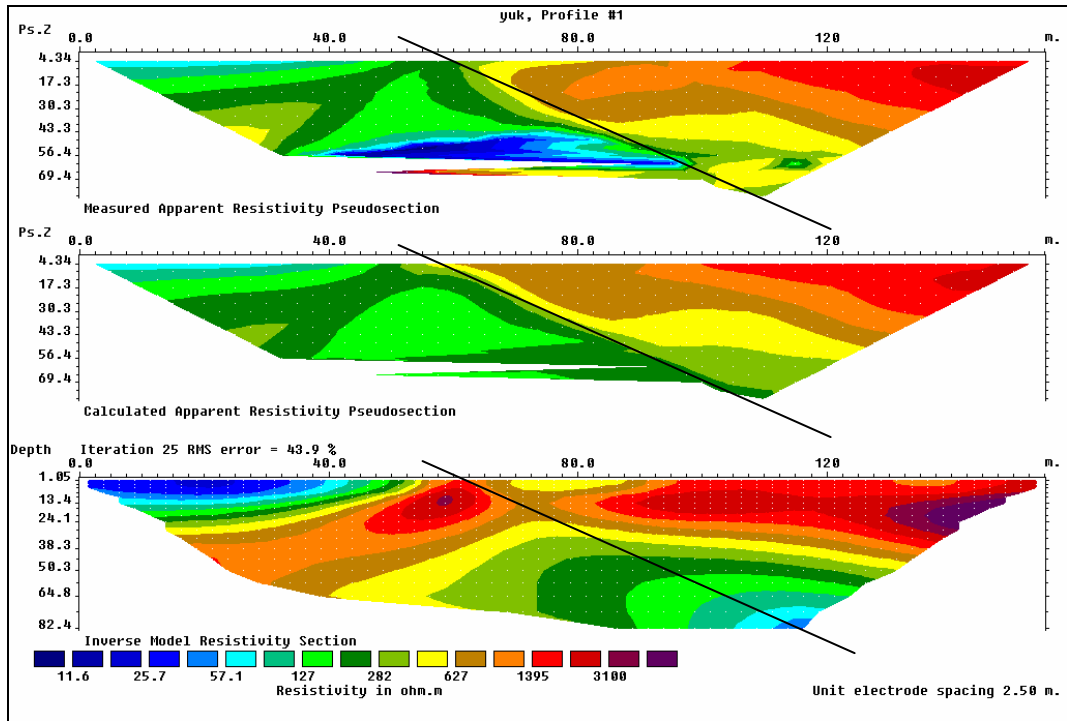 yuk, Profile #1
Ps.Z 0.0 40.0 80.0 120 m.
4.34
17.3
30.3
43.3
56.4
69.4
Measured Apparent Resistivity Pseudosection
Ps.Z 0.0 40.0 80.0 120 m.
4.34
17.3
30.3
43.3
56.4
69.4
Calculated Apparent Resistivity Pseudosection
Depth Iteration 25 RMS error = 43.9 %
0.0 40.0 80.0 120 m.
1.05
13.4
24.1
38.3
50.3
64.8
82.4
Inverse Model Resistivity Section
11.6 25.7 57.1 127 282 627 1395 3100
Resistivity in ohm.m Unit electrode spacing 2.50 m.